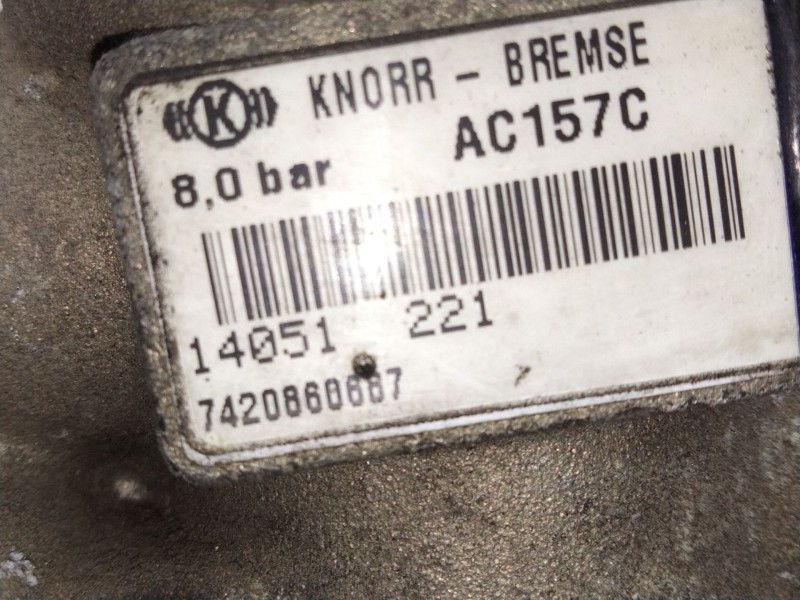 K KNORR - BREMSE
AC157C
8,0 bar
14051 221
7420860687